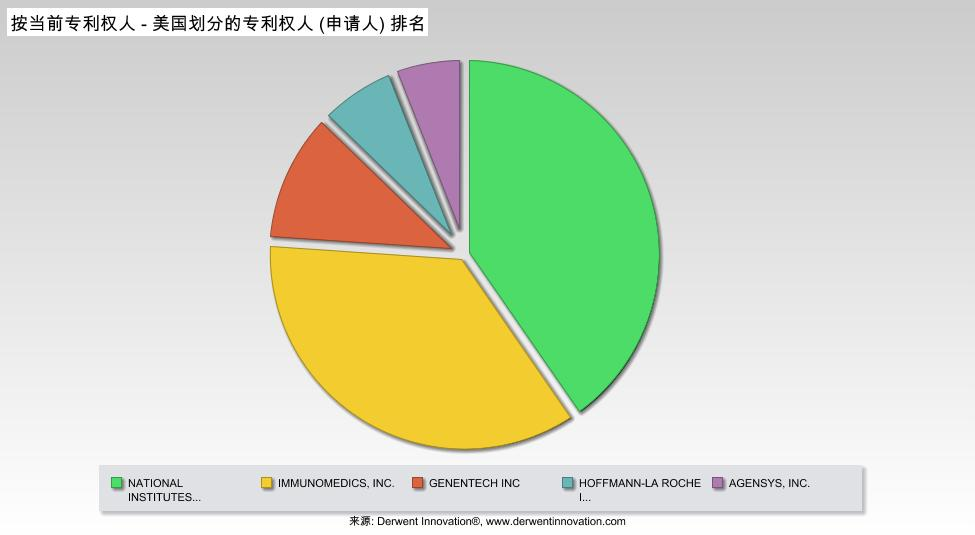 按当前专利权人 - 美国划分的专利权人 (申请人) 排名
NATIONAL
INSTITUTES...
IMMUNOMEDICS, INC.
GENENTECH INC
HOFFMANN-LA ROCHE
I...
AGENSYS, INC.
来源: Derwent Innovation®, www.derwentinnovation.com